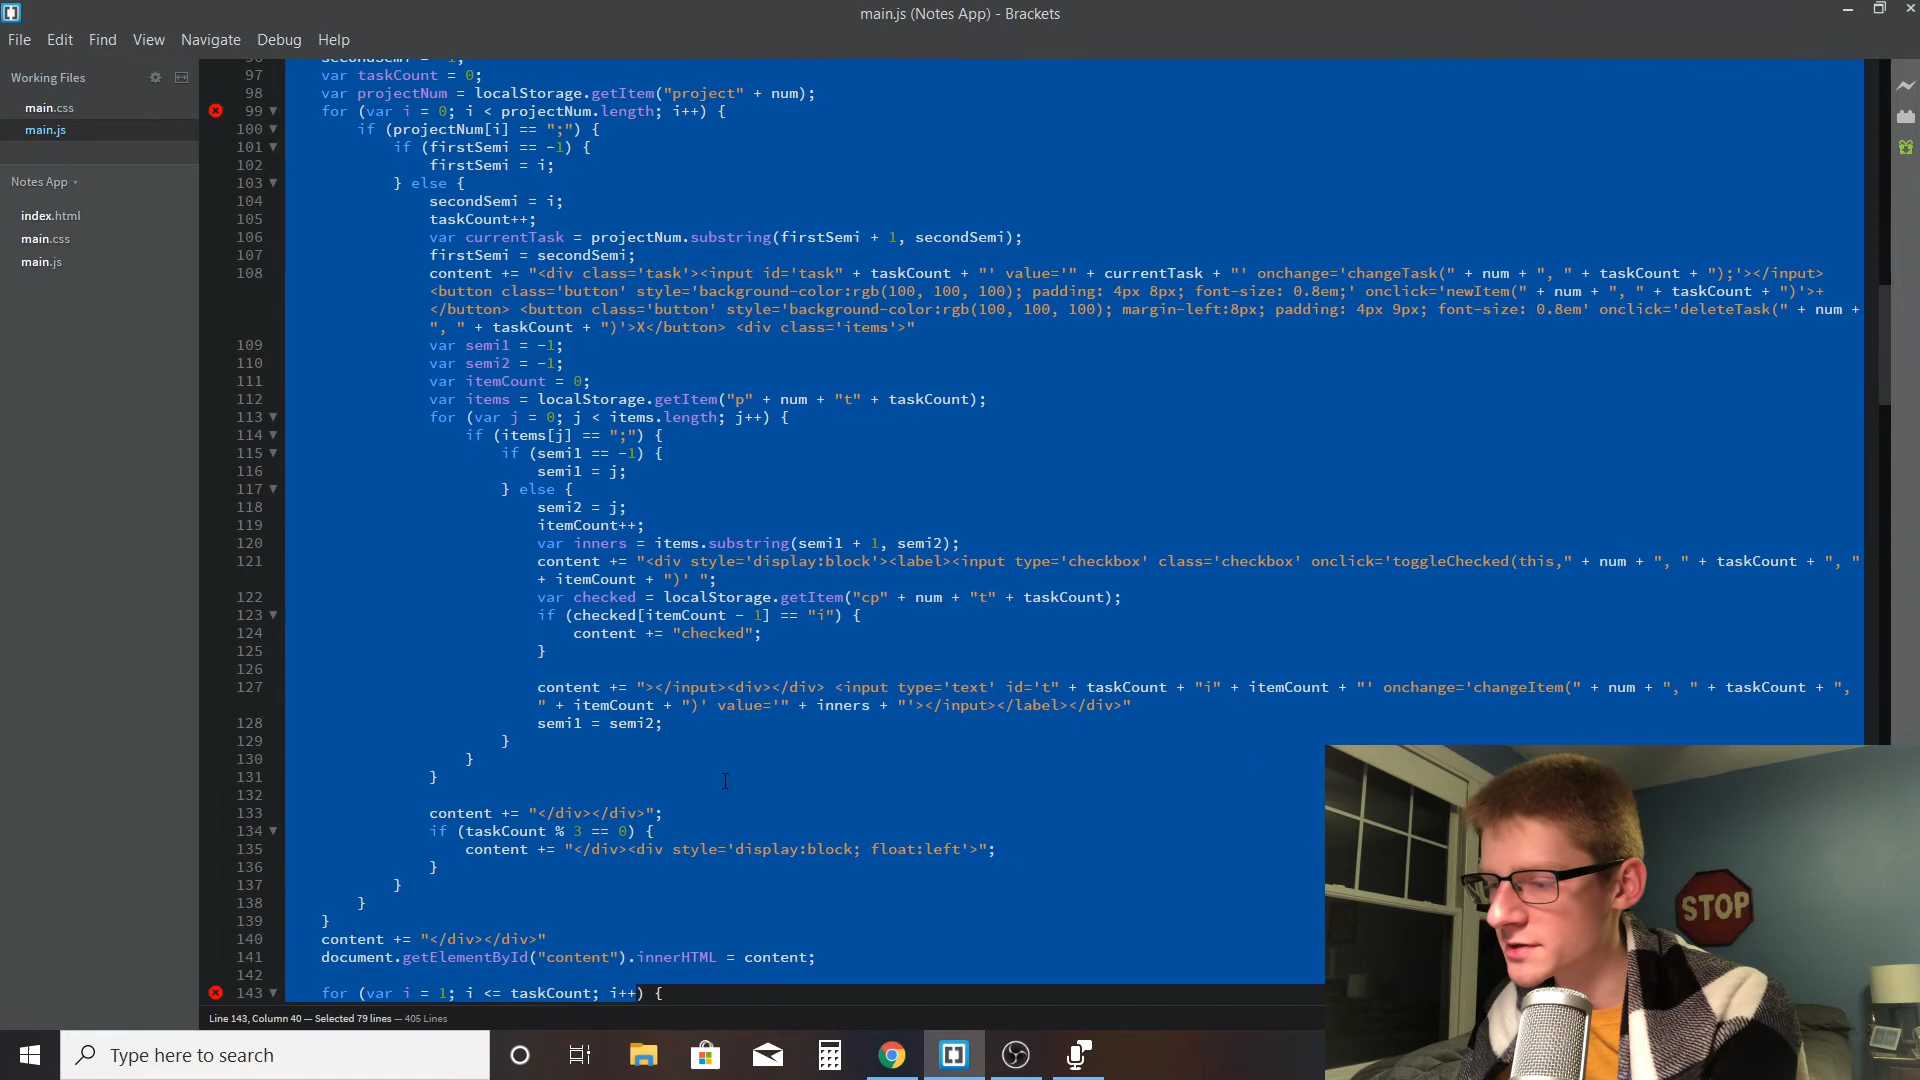 main.js (Notes App) - Brackets
File Edit Find View Navigate Debug Help
Working Files
main.css
main.js
Notes App
index.html
main.css
main.js
97 var taskCount = 0;
98 var projectNum = localStorage.getItem("project" + num);
99 for (var i = 0; i < projectNum.length; i++) {
100 if (projectNum[i] == ";") {
101 if (firstSemi == -1) {
102 firstSemi = i;
103 } else {
104 secondSemi = i;
105 taskCount++;
106 var currentTask = projectNum.substring(firstSemi + 1, secondSemi);
107 firstSemi = secondSemi;
108 content += "<div class='task'><input id='task" + taskCount + "' value='" + currentTask + "' onchange='changeTask(" + num + ", " + taskCount + ");'></input>
<button class='button' style='background-color:rgb(100, 100, 100); padding: 4px 8px; font-size: 0.8em;' onclick='newItem(" + num + ", " + taskCount + ")'>+
</button> <button class='button' style='background-color:rgb(100, 100, 100); margin-left:8px; padding: 4px 9px; font-size: 0.8em' onclick='deleteTask(" + num +
", " + taskCount + ")'>X</button> <div class='items'>"
109 var semi1 = -1;
110 var semi2 = -1;
111 var itemCount = 0;
112 var items = localStorage.getItem("p" + num + "t" + taskCount);
113 for (var j = 0; j < items.length; j++) {
114 if (items[j] == ";") {
115 if (semi1 == -1) {
116 semi1 = j;
117 } else {
118 semi2 = j;
119 itemCount++;
120 var inners = items.substring(semi1 + 1, semi2);
121 content += "<div style='display:block'><label><input type='checkbox' class='checkbox' onclick='toggleChecked(this," + num + ", " + taskCount + ", "
+ itemCount + ")' ";
122 var checked = localStorage.getItem("cp" + num + "t" + taskCount);
123 if (checked[itemCount - 1] == "i") {
124 content += "checked";
125 }
126
127 content += "></input><div></div> <input type='text' id='t" + taskCount + "i" + itemCount + "' onchange='changeItem(" + num + ", " + taskCount + ",
" + itemCount + ")' value='" + inners + "'></input></label></div>"
128 semi1 = semi2;
129 }
130 }
131 }
132
133 content += "</div></div>";
134 if (taskCount % 3 == 0) {
135 content += "</div><div style='display:block; float:left'>";
136 }
137 }
138 }
139 }
140 content += "</div></div>"
141 document.getElementById("content").innerHTML = content;
142
143 for (var i = 1; i <= taskCount; i++) {
Line 143, Column 40 — Selected 79 lines — 405 Lines
Type here to search
STOP